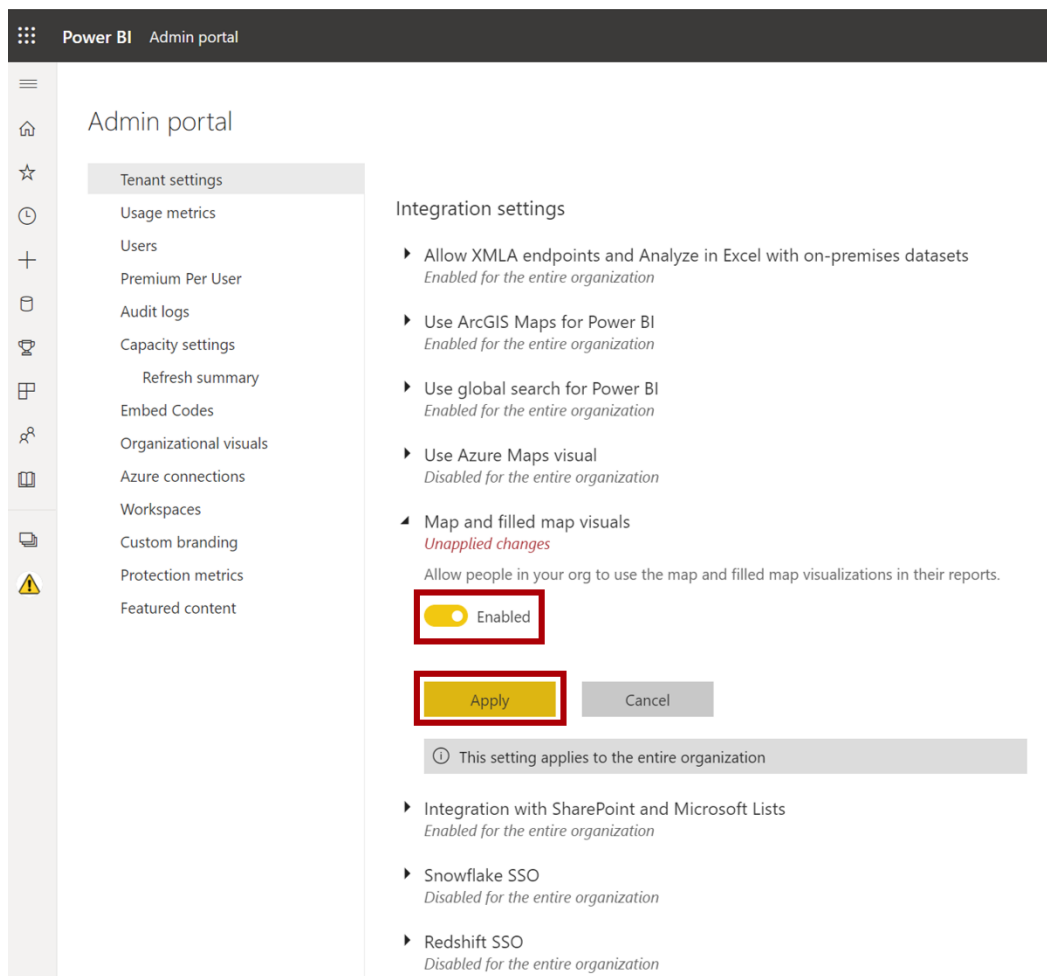 Power BI Admin portal
Admin portal
Tenant settings
Usage metrics
Users
Premium Per User
Audit logs
Capacity settings
Refresh summary
Embed Codes
Organizational visuals
Azure connections
Workspaces
Custom branding
Protection metrics
Featured content
Integration settings
Allow XMLA endpoints and Analyze in Excel with on-premises datasets
Enabled for the entire organization
Use ArcGIS Maps for Power BI
Enabled for the entire organization
Use global search for Power BI
Enabled for the entire organization
Use Azure Maps visual
Disabled for the entire organization
Map and filled map visuals
Unapplied changes
Allow people in your org to use the map and filled map visualizations in their reports.
Enabled
Apply Cancel
This setting applies to the entire organization
Integration with SharePoint and Microsoft Lists
Enabled for the entire organization
Snowflake SSO
Disabled for the entire organization
Redshift SSO
Disabled for the entire organization